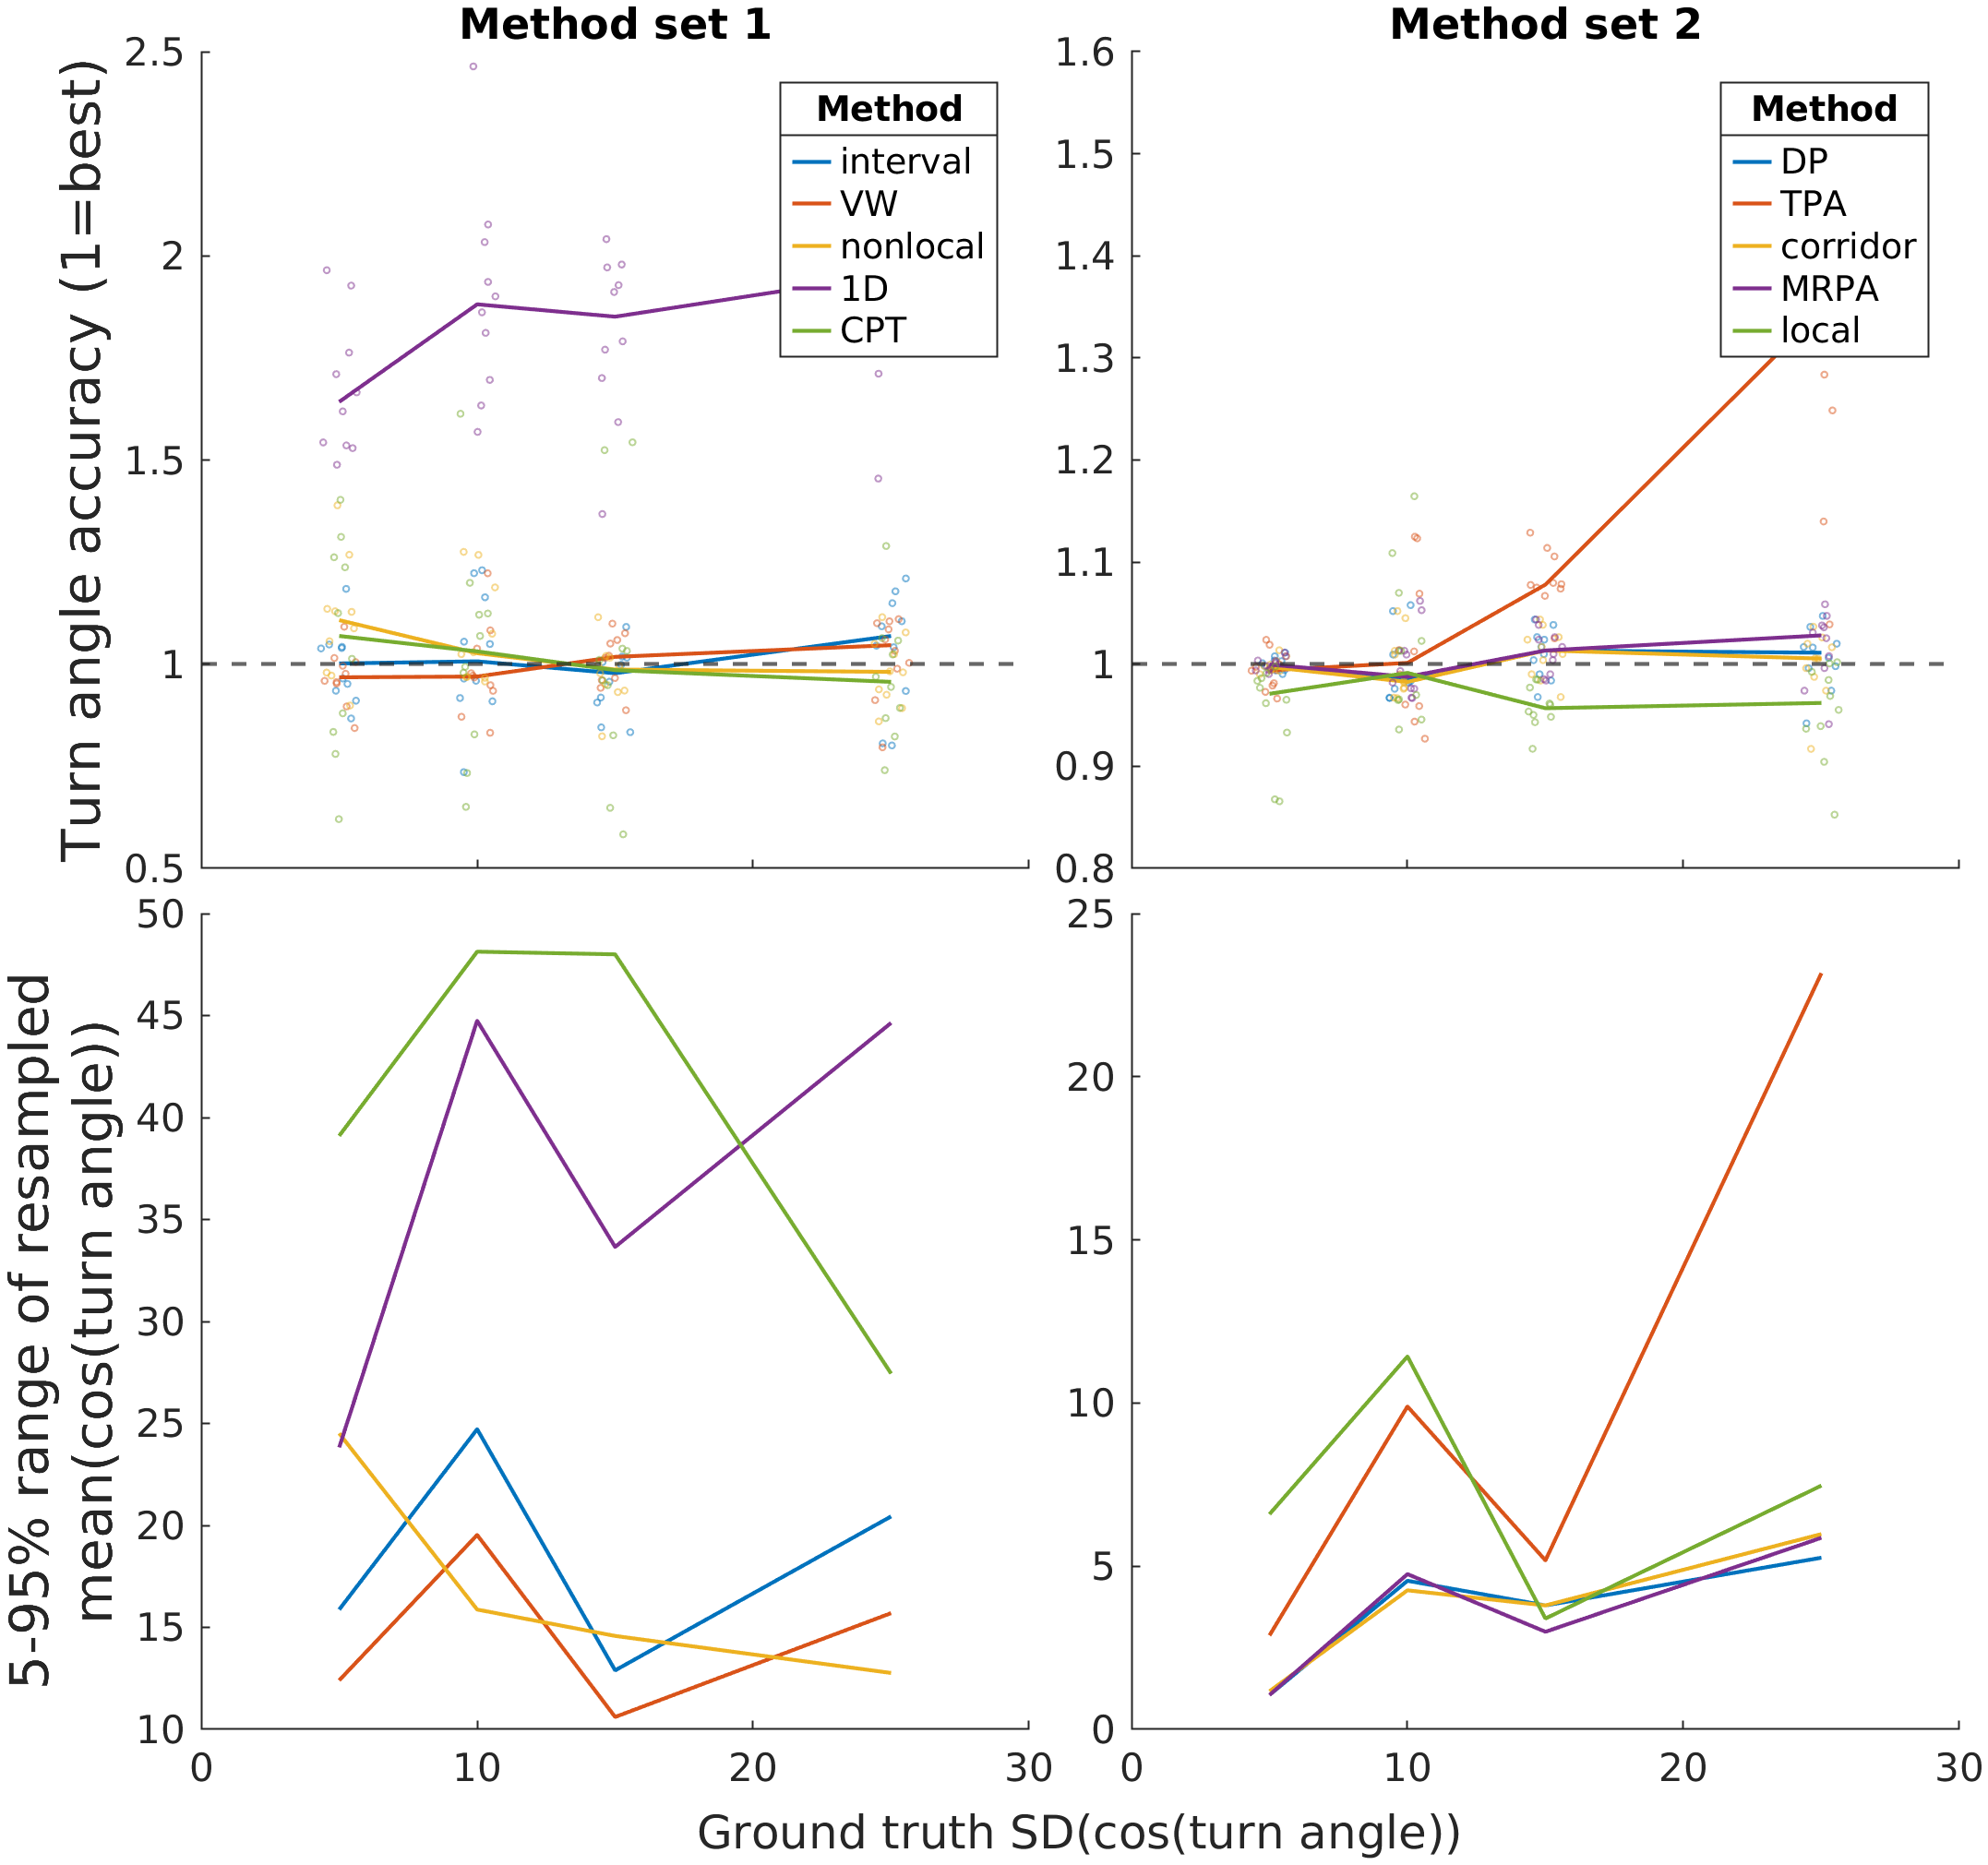 Method set 1
Method set 2
Turn angle accuracy (1=best)
2.5
2
1.5
1
0.5
Method
interval
VW
nonlocal
1D
CPT
1.6
1.5
1.4
1.3
1.2
1.1
1
0.9
0.8
Method
DP
TPA
corridor
MRPA
local
5-95% range of resampled
mean(cos(turn angle))
50
45
40
35
30
25
20
15
10
0 10 20 30
25
20
15
10
5
0
0 10 20 30
Ground truth SD(cos(turn angle))